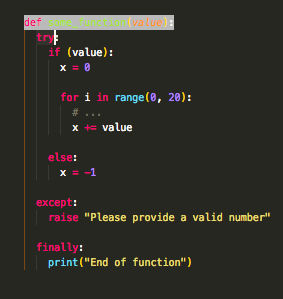 def some_function(value):
try:
if (value):
x = 0
for i in range(0, 20):
# ...
x += value
else:
x = -1
except:
raise "Please provide a valid number"
finally:
print("End of function")